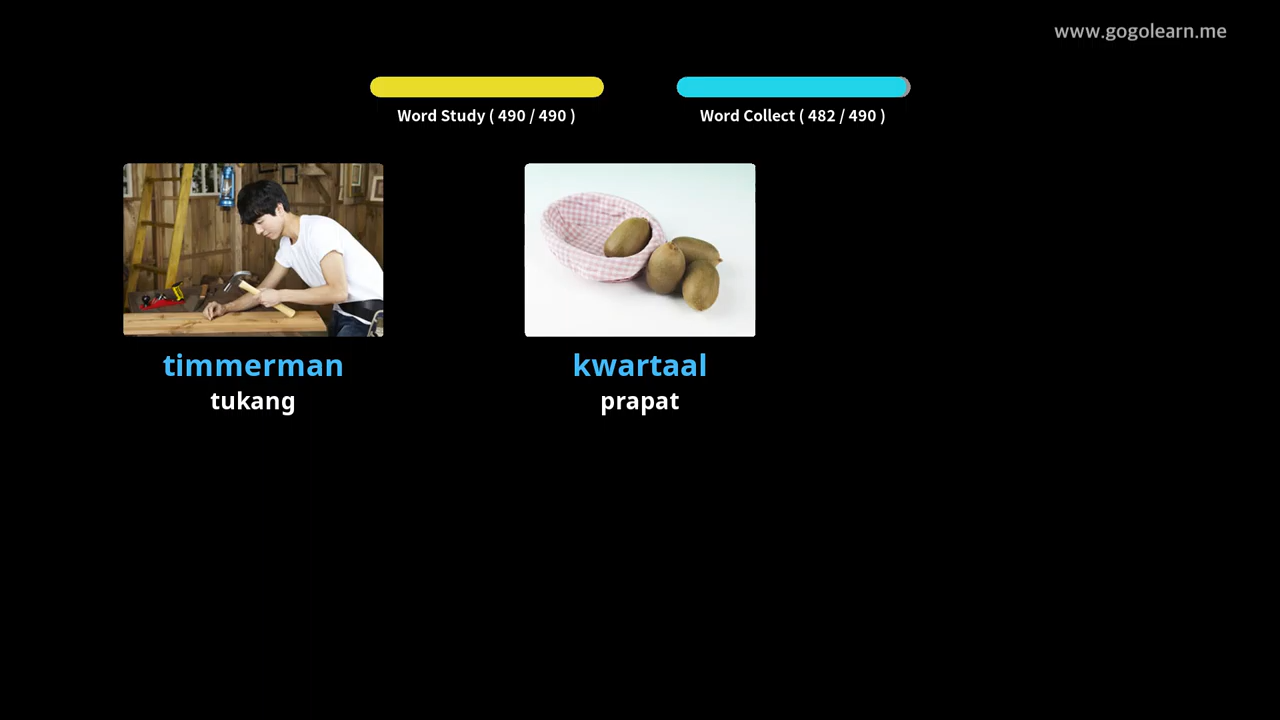 www.gogolearn.me
Word Study ( 490 / 490 )
Word Collect ( 482 / 490 )
timmerman
tukang
kwartaal
prapat